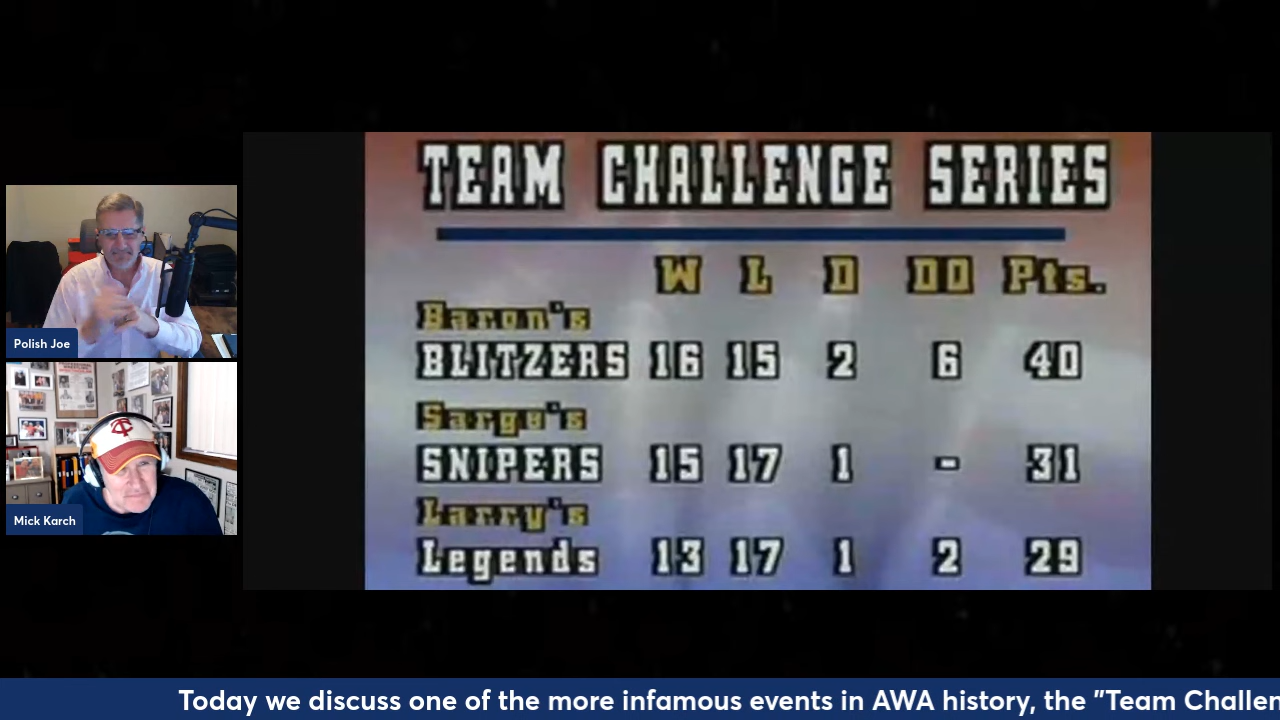 TEAM CHALLENGE SERIES
W L D DQ Pts.
Baron's
BLITZERS 16 15 2 6 40
Sarge's
SNIPERS 15 17 1 - 31
Larry's
Legends 13 17 1 2 29
Polish Joe
Mick Karch
TC
Today we discuss one of the more infamous events in AWA history, the "Team Challen